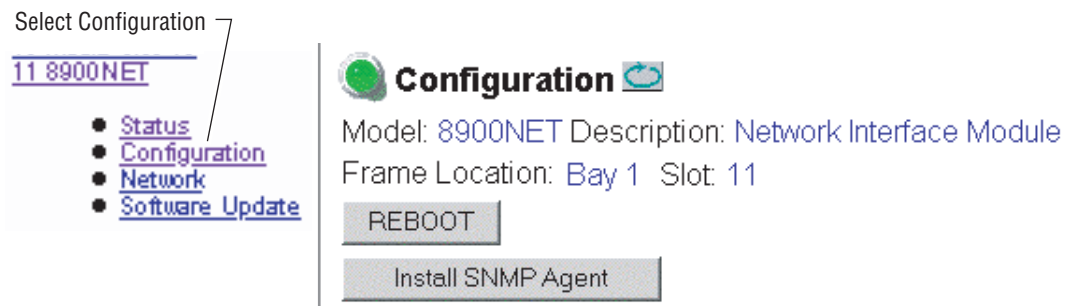 Select Configuration
11 8900NET
Status
Configuration
Network
Software Update
Configuration
Model: 8900NET Description: Network Interface Module
Frame Location: Bay 1 Slot: 11
REBOOT
Install SNMP Agent